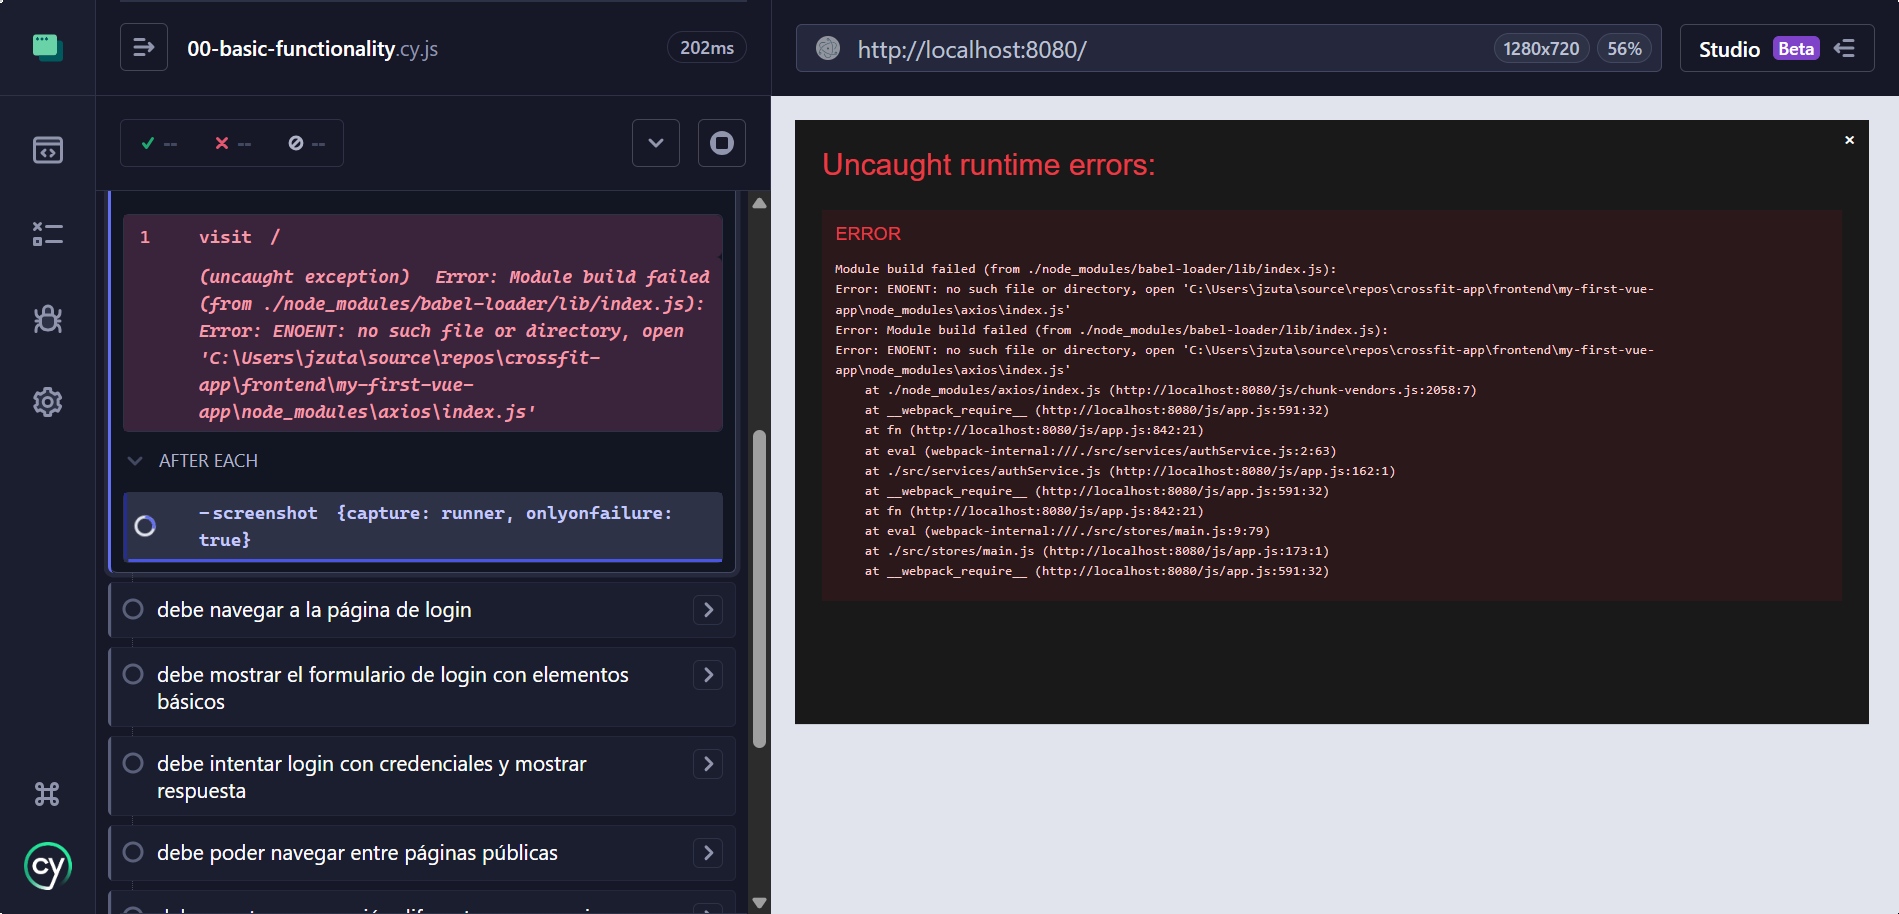 00-basic-functionality.cy.js
202ms
--
--
--
1 visit /
(uncaught exception) Error: Module build failed
(from ./node_modules/babel-loader/lib/index.js):
Error: ENOENT: no such file or directory, open
'C:\Users\jzuta\source\repos\crossfit-
app\frontend\my-first-vue-
app\node_modules\axios\index.js'
AFTER EACH
-screenshot {capture: runner, onlyonfailure:
true}
debe navegar a la página de login
debe mostrar el formulario de login con elementos
básicos
debe intentar login con credenciales y mostrar
respuesta
debe poder navegar entre páginas públicas
cy
http://localhost:8080/
1280x720
56%
Studio Beta
×
Uncaught runtime errors:
ERROR
Module build failed (from ./node_modules/babel-loader/lib/index.js):
Error: ENOENT: no such file or directory, open 'C:\Users\jzuta\source\repos\crossfit-app\frontend\my-first-vue-
app\node_modules\axios\index.js'
Error: Module build failed (from ./node_modules/babel-loader/lib/index.js):
Error: ENOENT: no such file or directory, open 'C:\Users\jzuta\source\repos\crossfit-app\frontend\my-first-vue-
app\node_modules\axios\index.js'
at ./node_modules/axios/index.js (http://localhost:8080/js/chunk-vendors.js:2058:7)
at __webpack_require__ (http://localhost:8080/js/app.js:591:32)
at fn (http://localhost:8080/js/app.js:842:21)
at eval (webpack-internal:///./src/services/authService.js:2:63)
at ./src/services/authService.js (http://localhost:8080/js/app.js:162:1)
at __webpack_require__ (http://localhost:8080/js/app.js:591:32)
at fn (http://localhost:8080/js/app.js:842:21)
at eval (webpack-internal:///./src/stores/main.js:9:79)
at ./src/stores/main.js (http://localhost:8080/js/app.js:173:1)
at __webpack_require__ (http://localhost:8080/js/app.js:591:32)